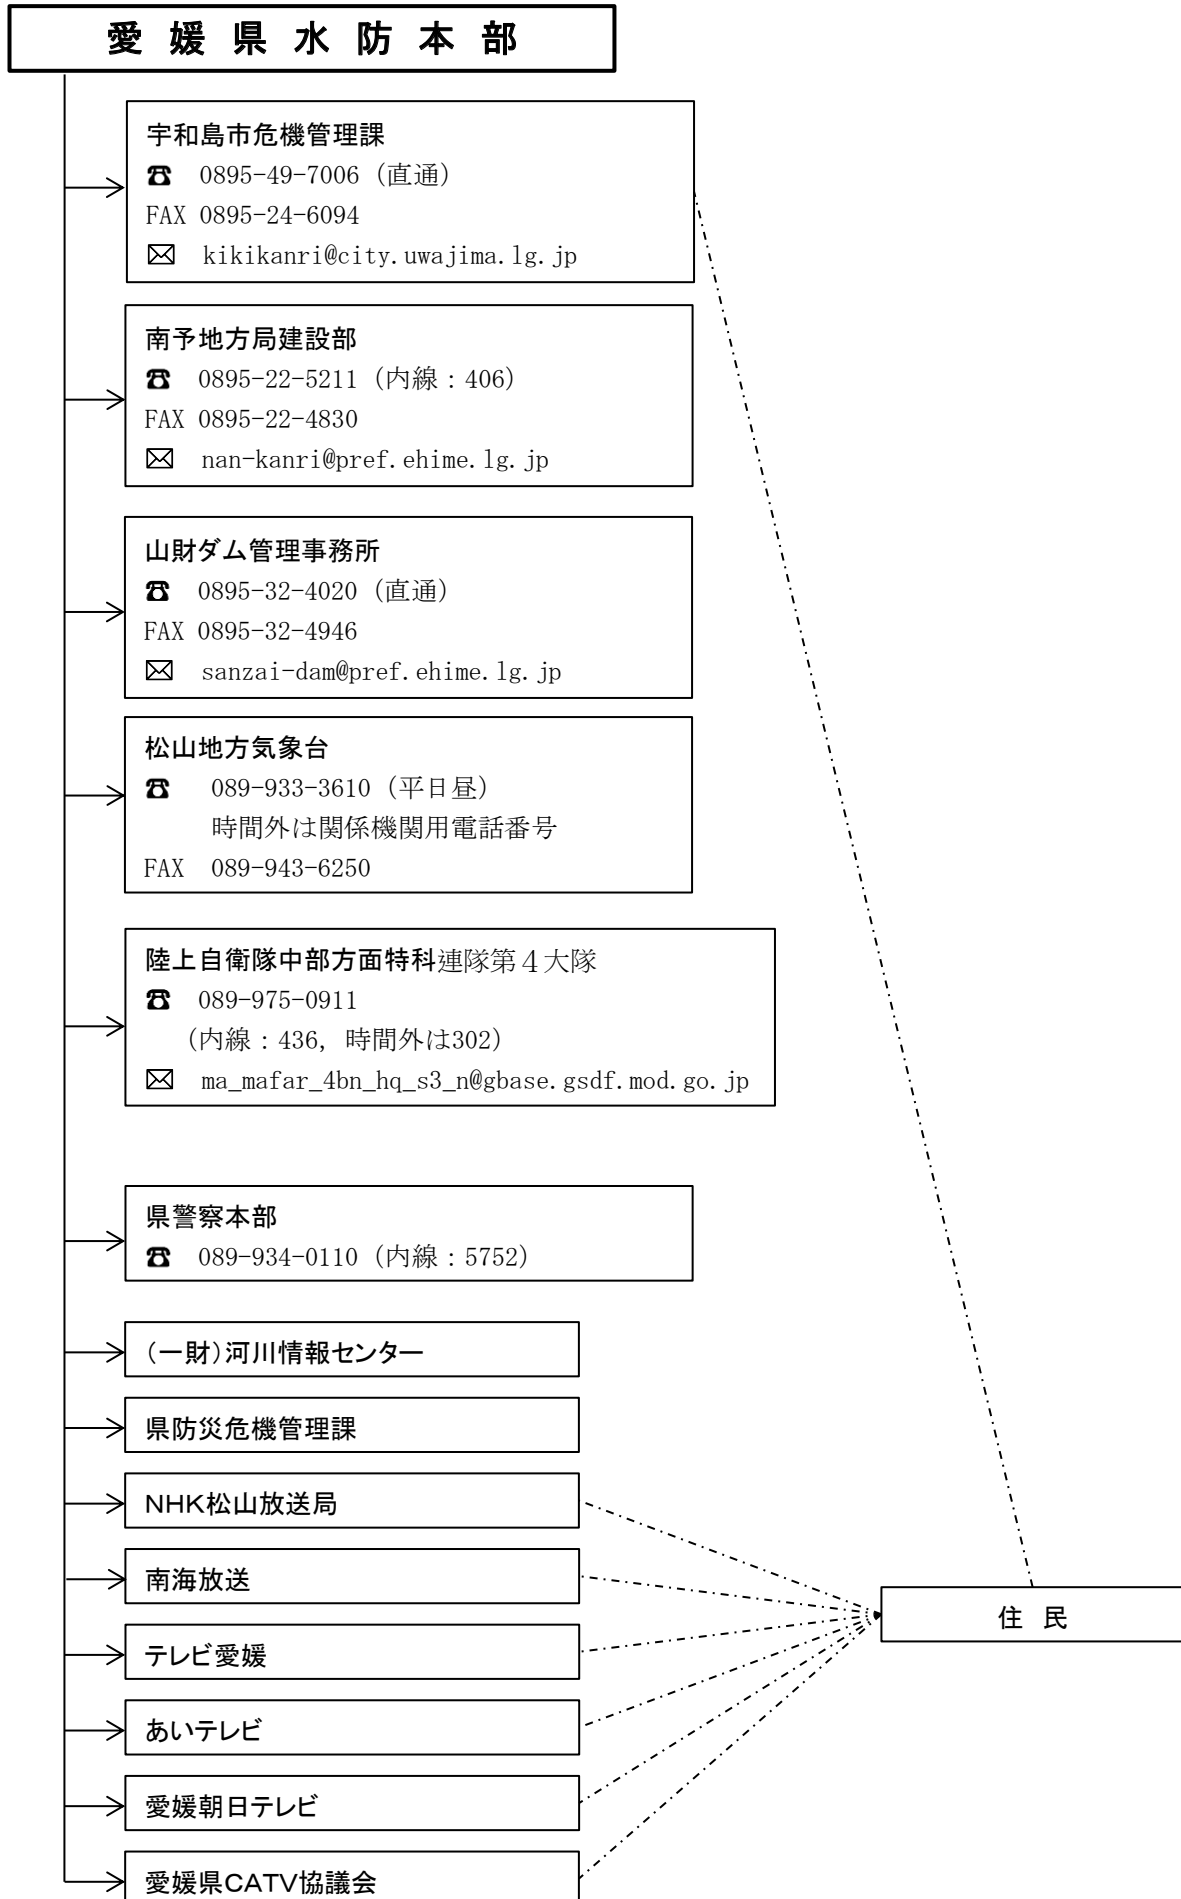 愛媛県水防本部
宇和島市危機管理課
☎ 0895-49-7006（直通）
FAX 0895-24-6094
✉ kikikanri@city.uwajima.lg.jp
南予地方局建設部
☎ 0895-22-5211（内線：406）
FAX 0895-22-4830
✉ nan-kanri@pref.ehime.lg.jp
山財ダム管理事務所
☎ 0895-32-4020（直通）
FAX 0895-32-4946
✉ sanzai-dam@pref.ehime.lg.jp
松山地方気象台
☎ 089-933-3610（平日昼）
時間外は関係機関用電話番号
FAX 089-943-6250
陸上自衛隊中部方面特科連隊第４大隊
☎ 089-975-0911
（内線：436，時間外は302）
✉ ma_mafar_4bn_hq_s3_n@gbase.gsdf.mod.go.jp
県警察本部
☎ 089-934-0110（内線：5752）
（一財）河川情報センター
県防災危機管理課
NHK松山放送局
南海放送
住 民
テレビ愛媛
あいテレビ
愛媛朝日テレビ
愛媛県CATV協議会